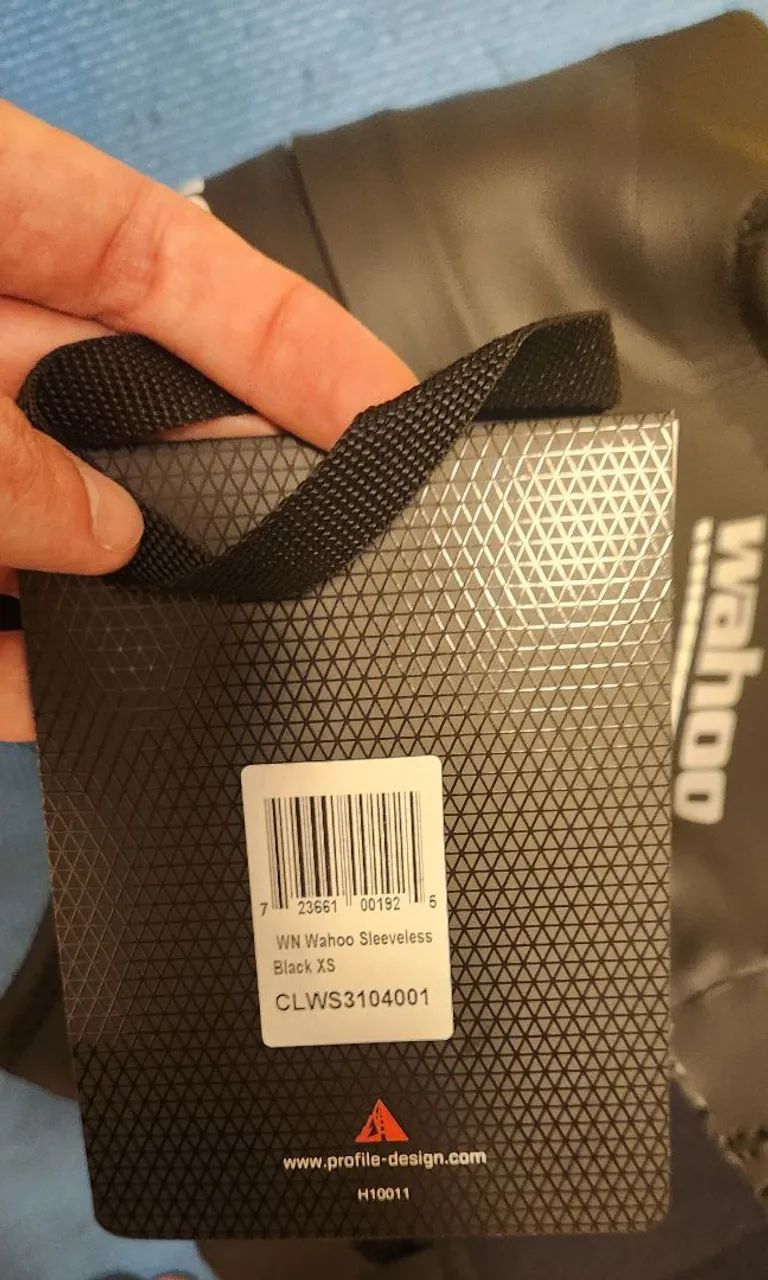 wahoo
7 23661 00192 5
WN Wahoo Sleeveless
Black XS
CLWS3104001
www.profile-design.com
H10011